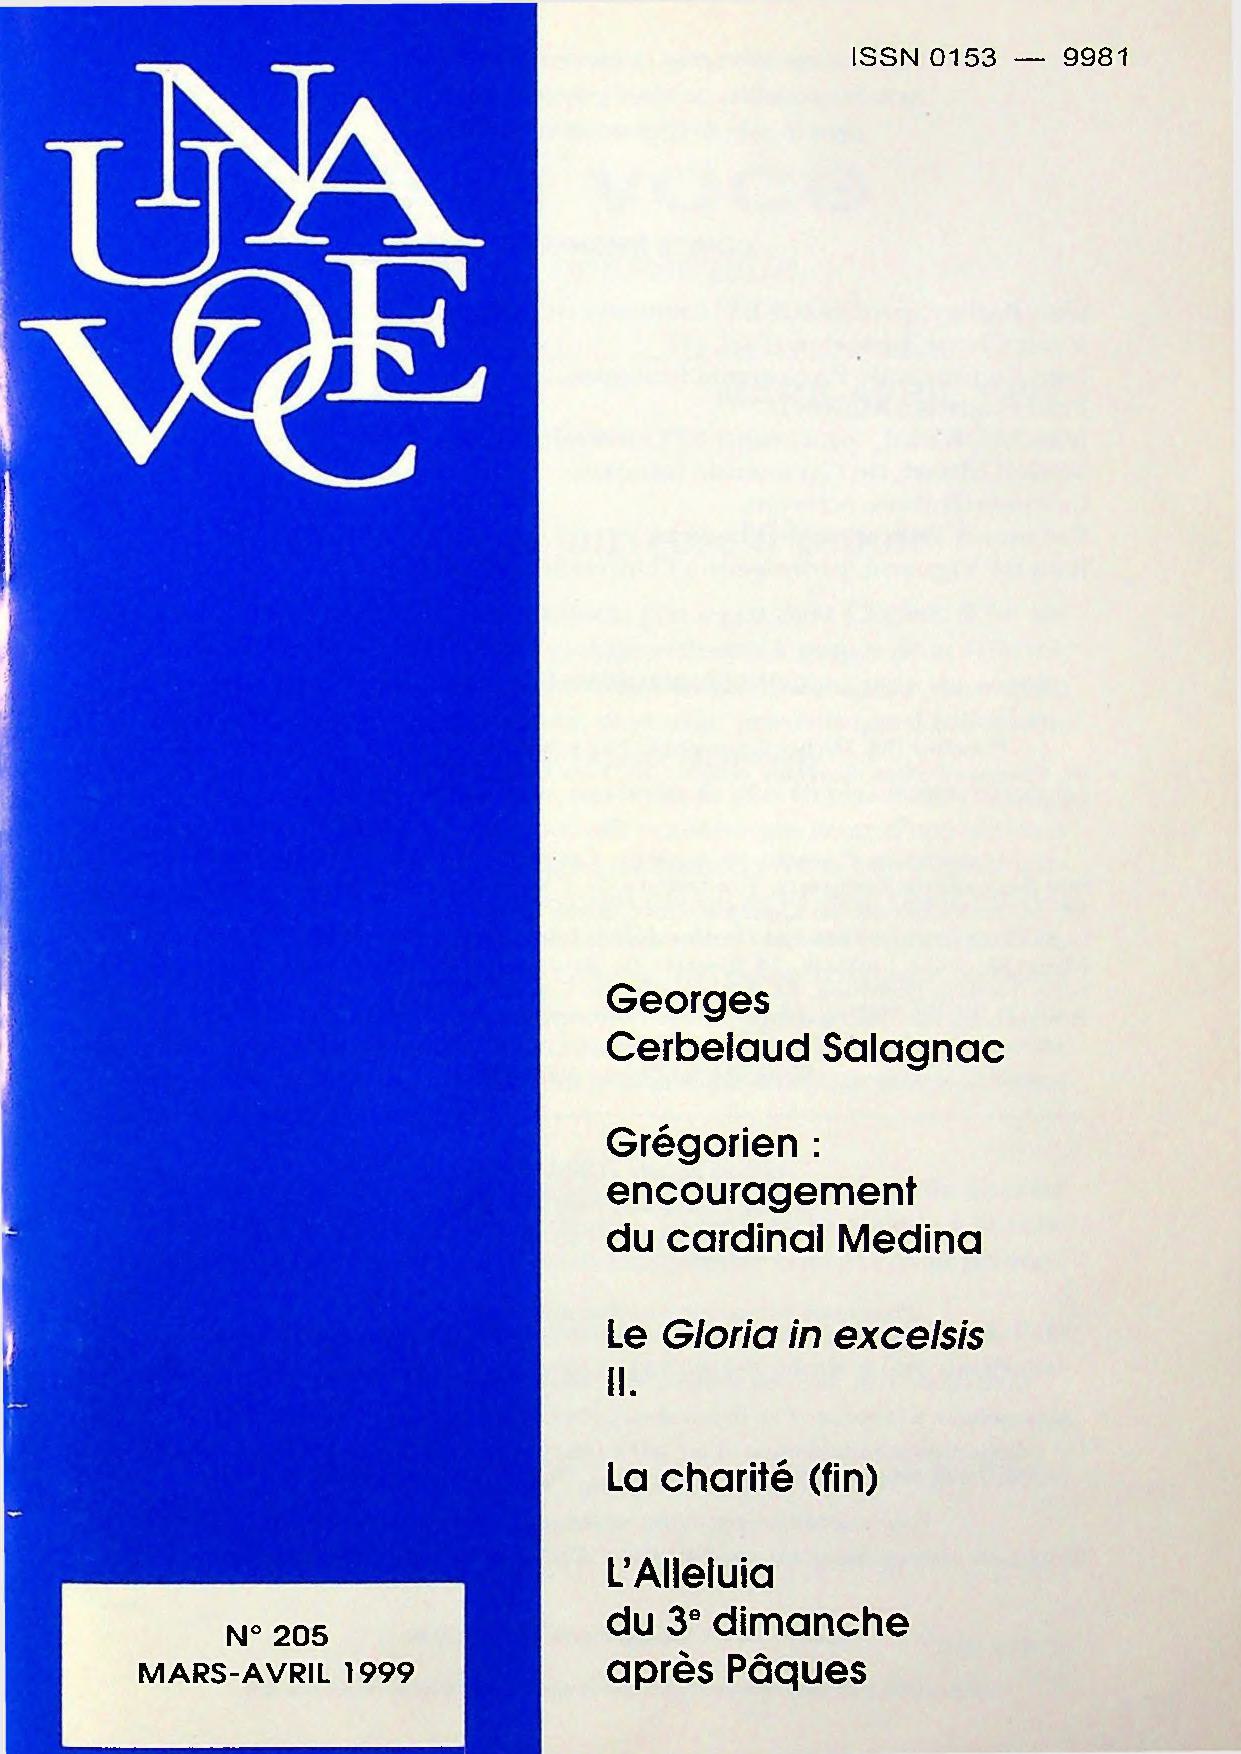 ISSN 0153 — 9981
UNA
VOCE
Georges
Cerbelaud Salagnac
Grégorien :
encouragement
du cardinal Medina
Le Gloria in excelsis
II.
La charité (fin)
L'Alleluia
du 3e dimanche
après Pâques
N° 205
MARS-AVRIL 1999